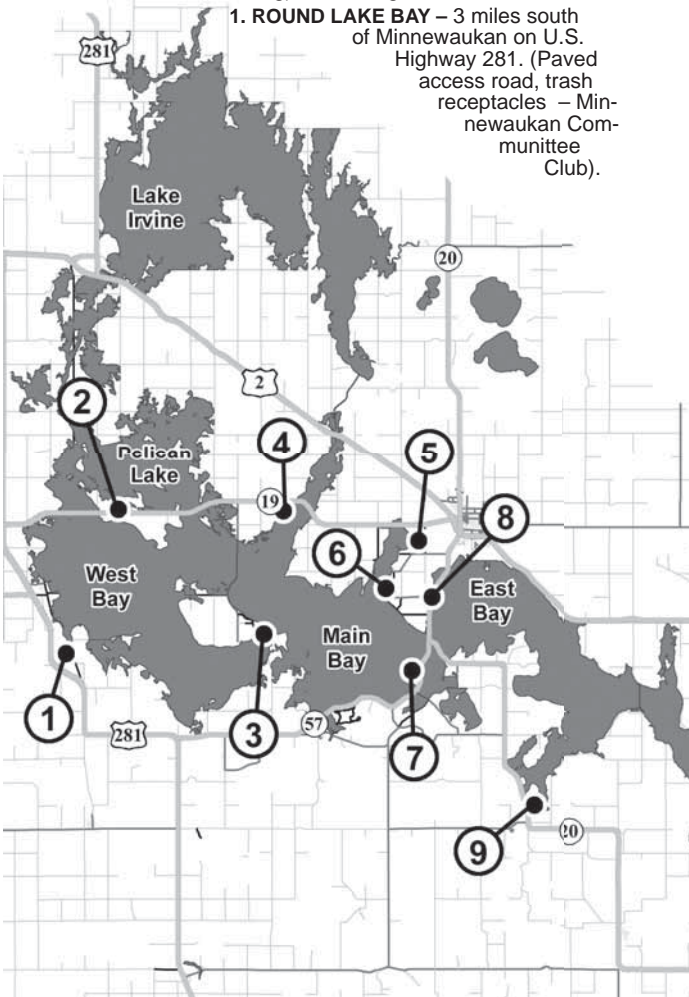 1. ROUND LAKE BAY – 3 miles south
of Minnewaukan on U.S.
Highway 281. (Paved
access road, trash
receptacles – Min-
newaukan Com-
munittee
Club).
281
Lake
Irvine
20
2
2
Pelican
Lake
4
19
5
8
6
West
Bay
East
Bay
Main
Bay
1
3
57
281
7
9
20